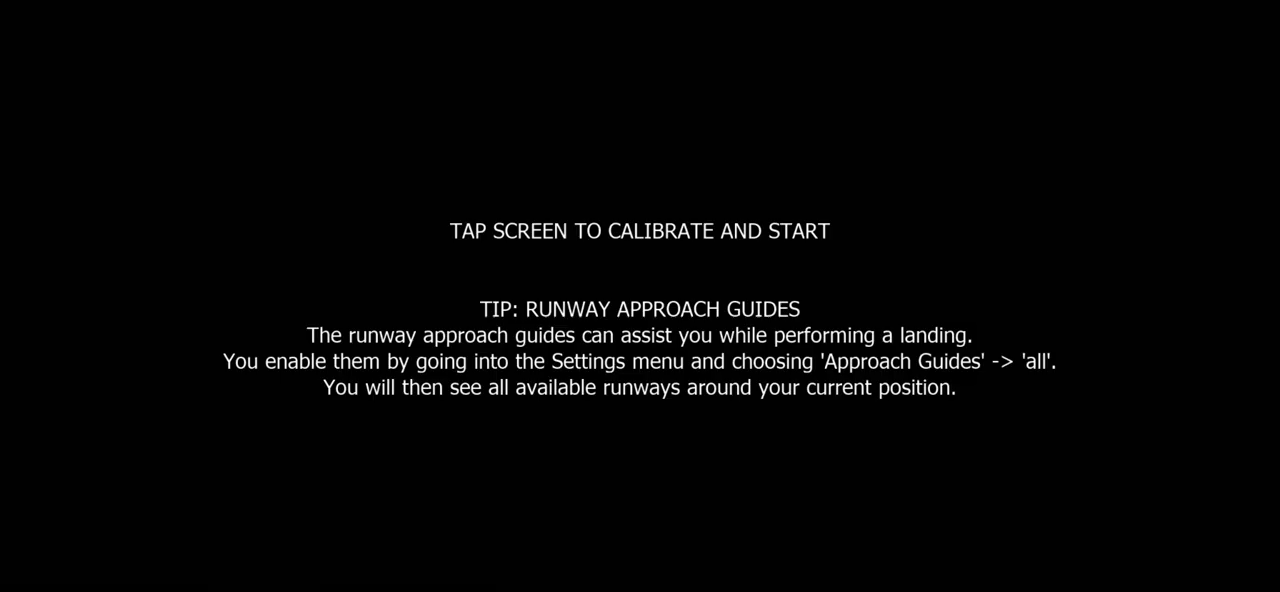 TAP SCREEN TO CALIBRATE AND START
TIP: RUNWAY APPROACH GUIDES
The runway approach guides can assist you while performing a landing.
You enable them by going into the Settings menu and choosing 'Approach Guides' -> 'all'.
You will then see all available runways around your current position.